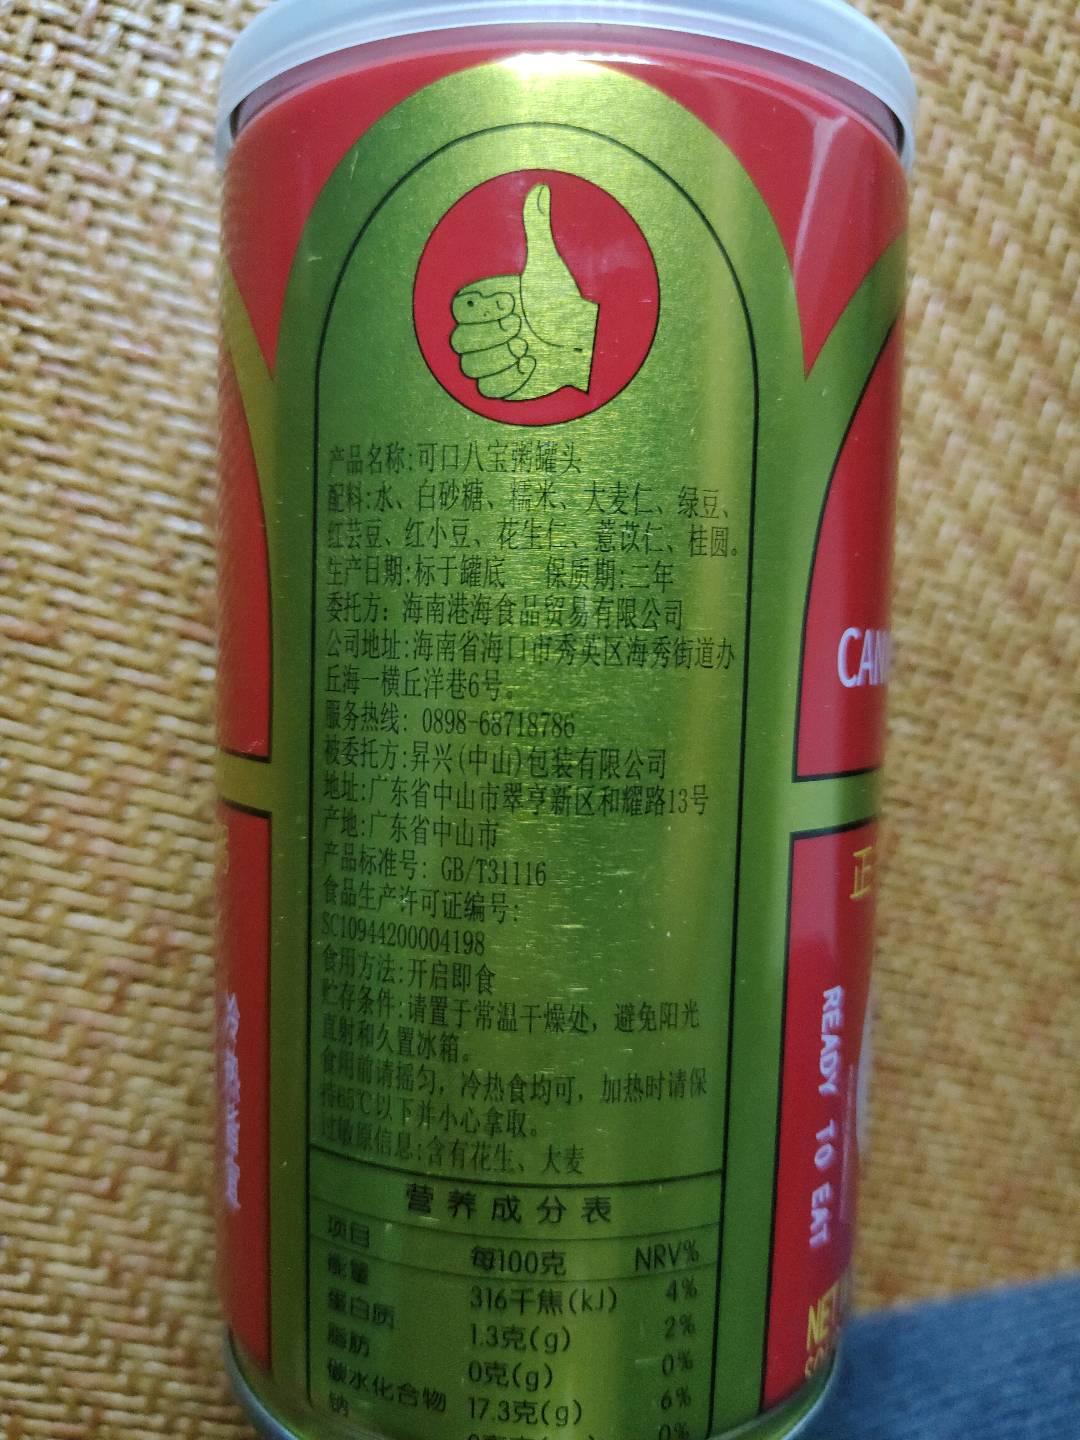 产品名称:可口八宝粥罐头
配料:水、白砂糖、糯米、大麦仁、绿豆、
红芸豆、红小豆、花生仁、薏苡仁、桂圆。
生产日期:标于罐底 保质期:二年
委托方：海南港海食品贸易有限公司
公司地址:海南省海口市秀英区海秀街道办
丘海一横丘洋巷6号。
服务热线：0898-68718786
被委托方:昇兴(中山)包装有限公司
地址:广东省中山市翠亨新区和耀路13号
产地:广东省中山市
产品标准号：GB/T31116
食品生产许可证编号：
SC10944200004198
食用方法:开启即食
贮存条件:请置于常温干燥处，避免阳光
直射和久置冰箱。
食用前请摇匀，冷热食均可，加热时请保
持65℃以下并小心拿取。
过敏原信息:含有花生、大麦
营养成分表
项目 每100克 NRV%
能量 316千焦(kJ) 4%
蛋白质 1.3克(g) 2%
脂肪 0克(g) 0%
碳水化合物 17.3克(g) 6%
钠 0%
CAN
正
READY TO EAT
NET